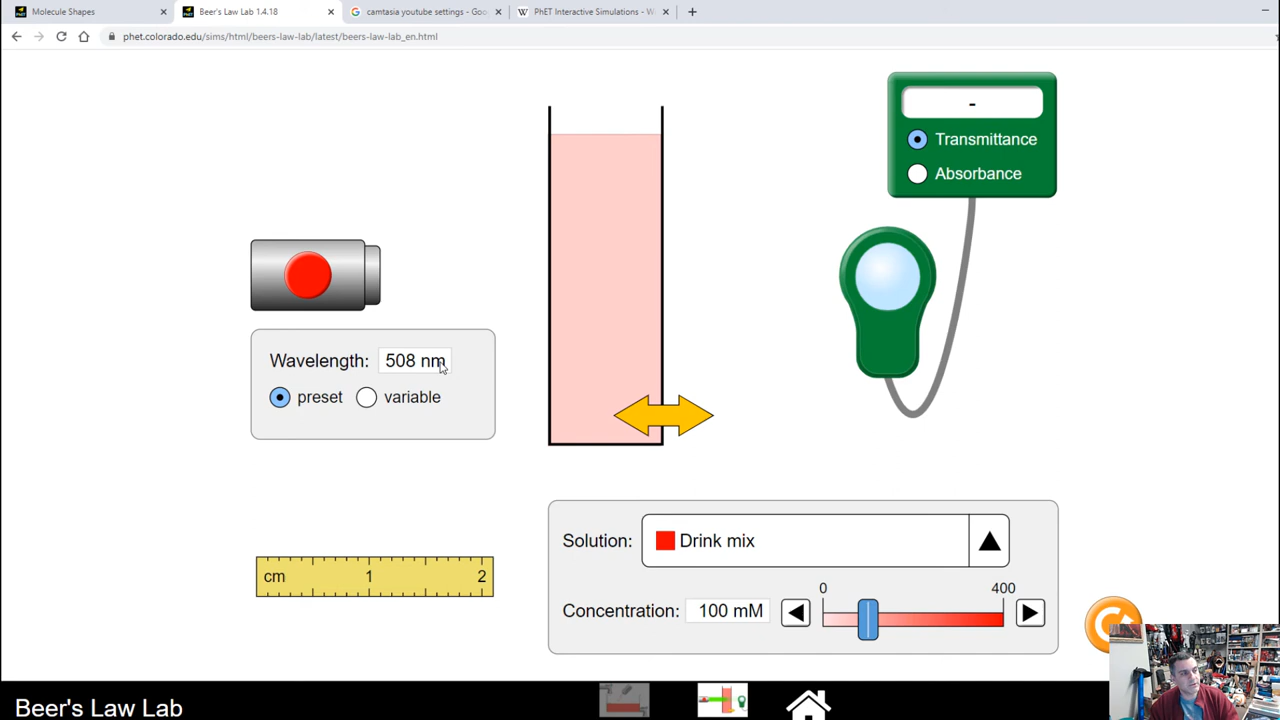 Molecule Shapes
Beer's Law Lab 1.4.18
camtasia youtube settings - Goo
PhET Interactive Simulations - W
phet.colorado.edu/sims/html/beers-law-lab/latest/beers-law-lab_en.html
-
Transmittance
Absorbance
Wavelength: 508 nm
preset variable
cm 1 2
Solution: Drink mix
0 400
Concentration: 100 mM
Beer's Law Lab